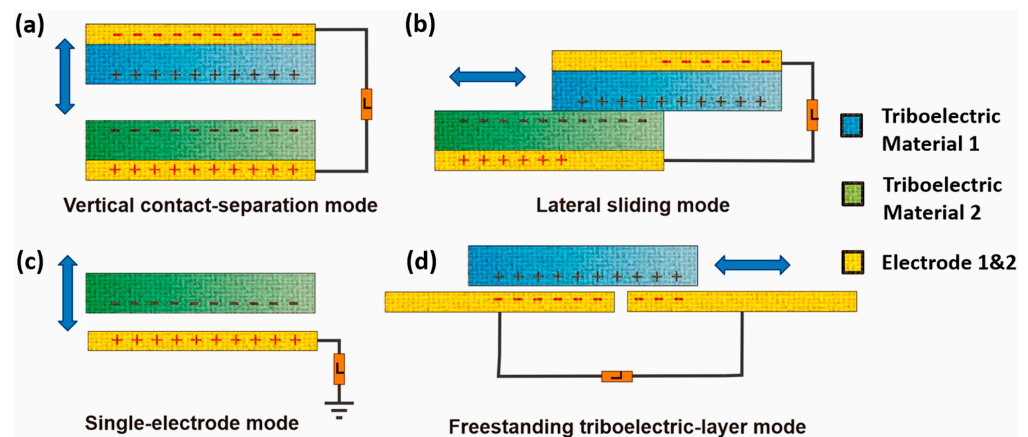 (a)
(b)
- - - - - - - - - -
+ + + + + + + + + +
L
- - - - - - - - - -
+ + + + + + + + + +
Vertical contact-separation mode
- - - - - -
+ + + + + + + + + +
L
- - - - - - - - - -
+ + + + + +
Lateral sliding mode
Triboelectric
Material 1
Triboelectric
Material 2
Electrode 1&2
(c)
- - - - - - - - - -
+ + + + + + + + + +
L
Single-electrode mode
(d)
+ + + + + + + + + +
- - - - - - - - - -
L
Freestanding triboelectric-layer mode